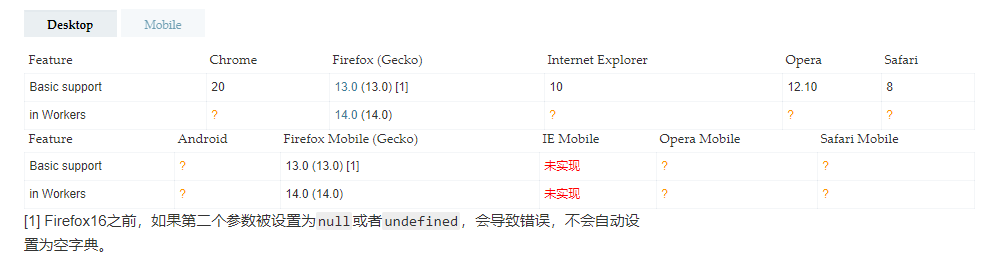 Desktop Mobile
Feature Chrome Firefox (Gecko) Internet Explorer Opera Safari
Basic support 20 13.0 (13.0) [1] 10 12.10 8
in Workers ? 14.0 (14.0) ? ? ?
Feature Android Firefox Mobile (Gecko) IE Mobile Opera Mobile Safari Mobile
Basic support ? 13.0 (13.0) [1] 未实现 ? ?
in Workers ? 14.0 (14.0) 未实现 ? ?
[1] Firefox16之前，如果第二个参数被设置为null或者undefined，会导致错误，不会自动设
置为空字典。